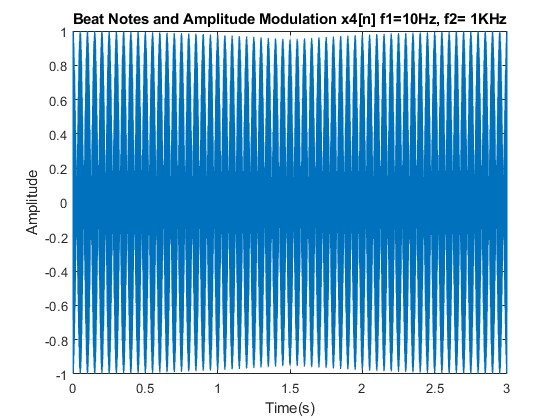 Beat Notes and Amplitude Modulation x4[n] f1=10Hz, f2= 1KHz
1
0.8
0.6
0.4
0.2
0
-0.2
-0.4
-0.6
-0.8
-1
Amplitude
0 0.5 1 1.5 2 2.5 3
Time(s)